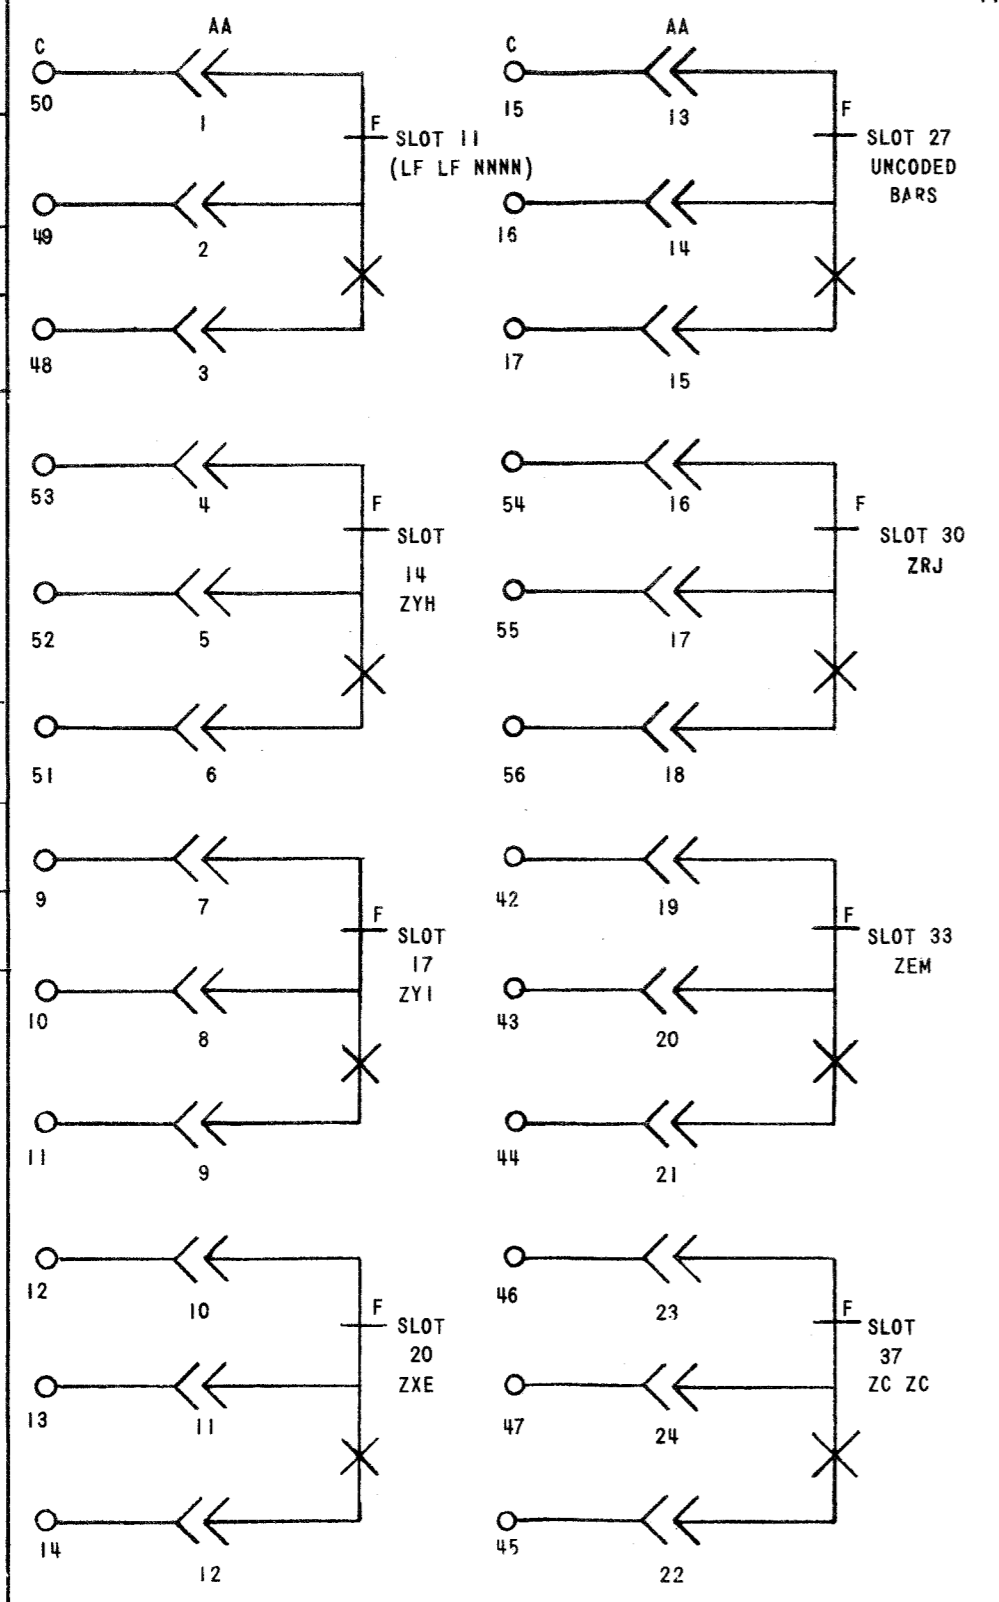 AA
C
50
1
F
SLOT 11
(LF LF NNNN)
49
2
48
3
53
4
F
SLOT
14
ZYH
52
5
51
6
9
7
F
SLOT
17
ZYI
10
8
11
9
12
10
F
SLOT
20
ZXE
13
11
14
12
AA
C
15
13
F
SLOT 27
UNCODED
BARS
16
14
17
15
54
16
F
SLOT 30
ZRJ
55
17
56
18
42
19
F
SLOT 33
ZEM
43
20
44
21
46
23
F
SLOT
37
ZC ZC
47
24
45
22